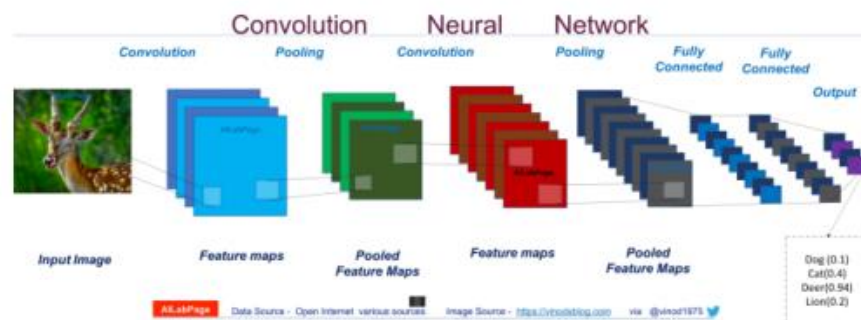 Convolution Neural Network
Convolution Pooling Convolution Pooling Fully Connected Fully Connected Output
AILabPage
AILabPage
Input Image Feature maps Pooled Feature Maps Feature maps Pooled Feature Maps
Dog (0.1)
Cat(0.4)
Deer(0.94)
Lion(0.2)
AILabPage Data Source - Open Internet various sources Image Source - https://vinodsblog.com via @vinod1975